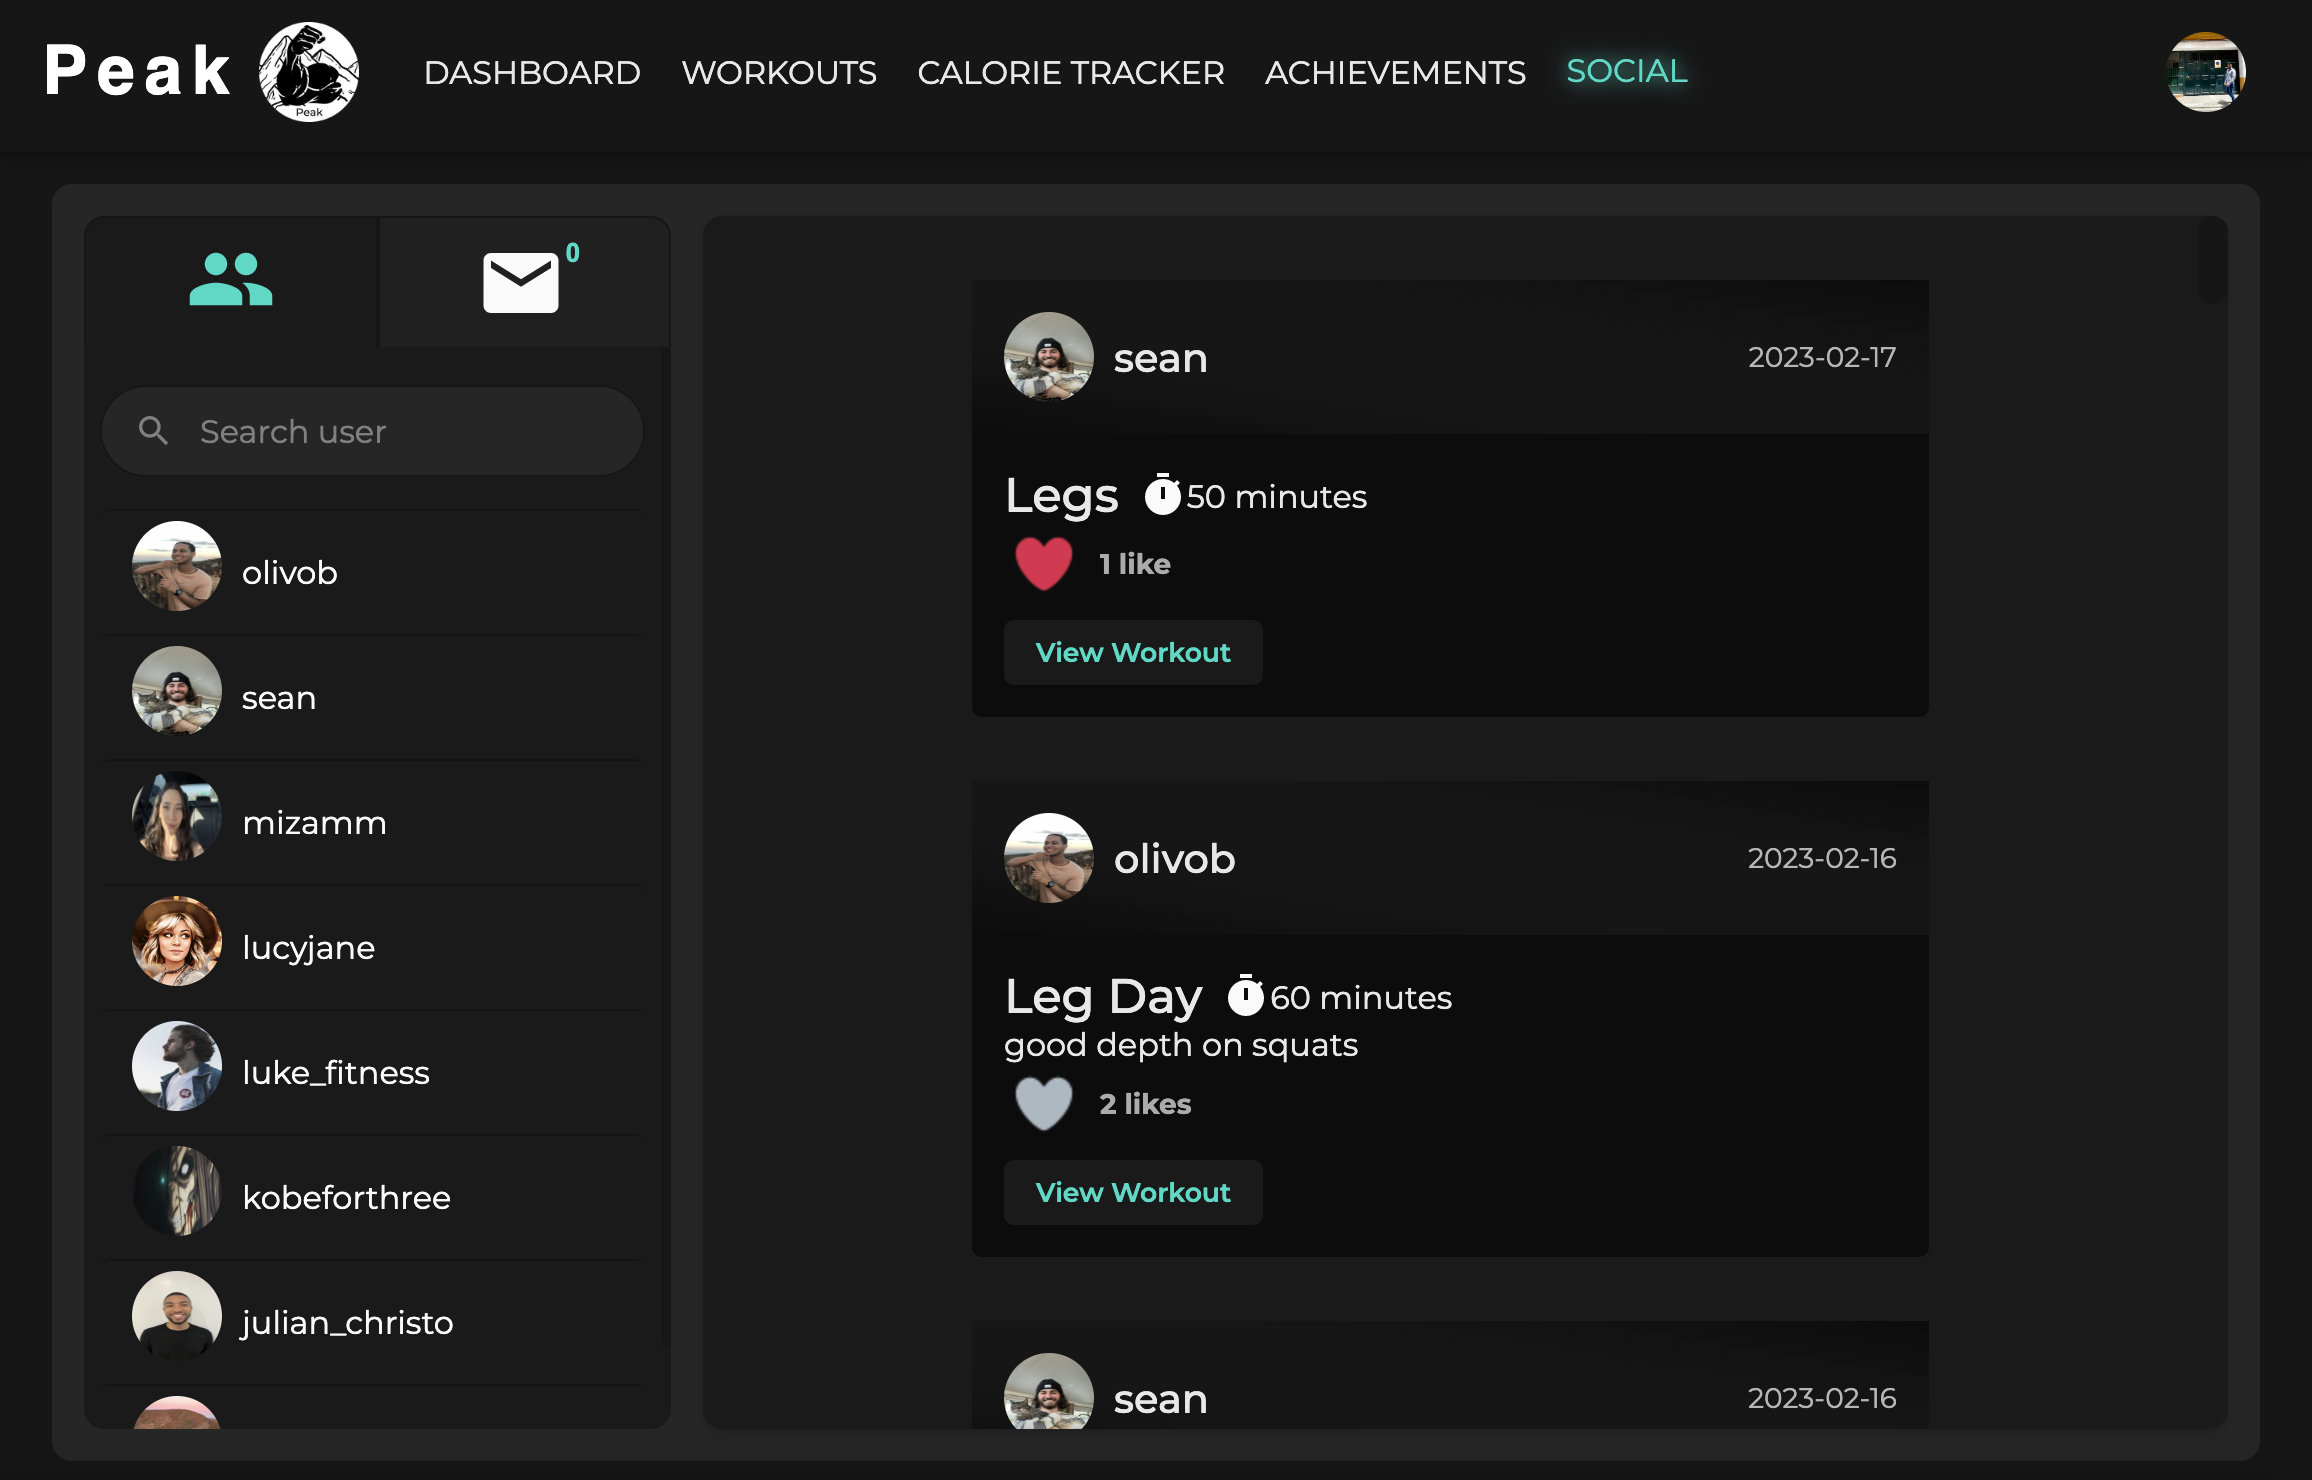 Peak
Peak
DASHBOARD
WORKOUTS
CALORIE TRACKER
ACHIEVEMENTS
SOCIAL
0
Search user
olivob
sean
mizamm
lucyjane
luke_fitness
kobeforthree
julian_christo
sean
2023-02-17
Legs 50 minutes
1 like
View Workout
olivob
2023-02-16
Leg Day 60 minutes
good depth on squats
2 likes
View Workout
sean
2023-02-16